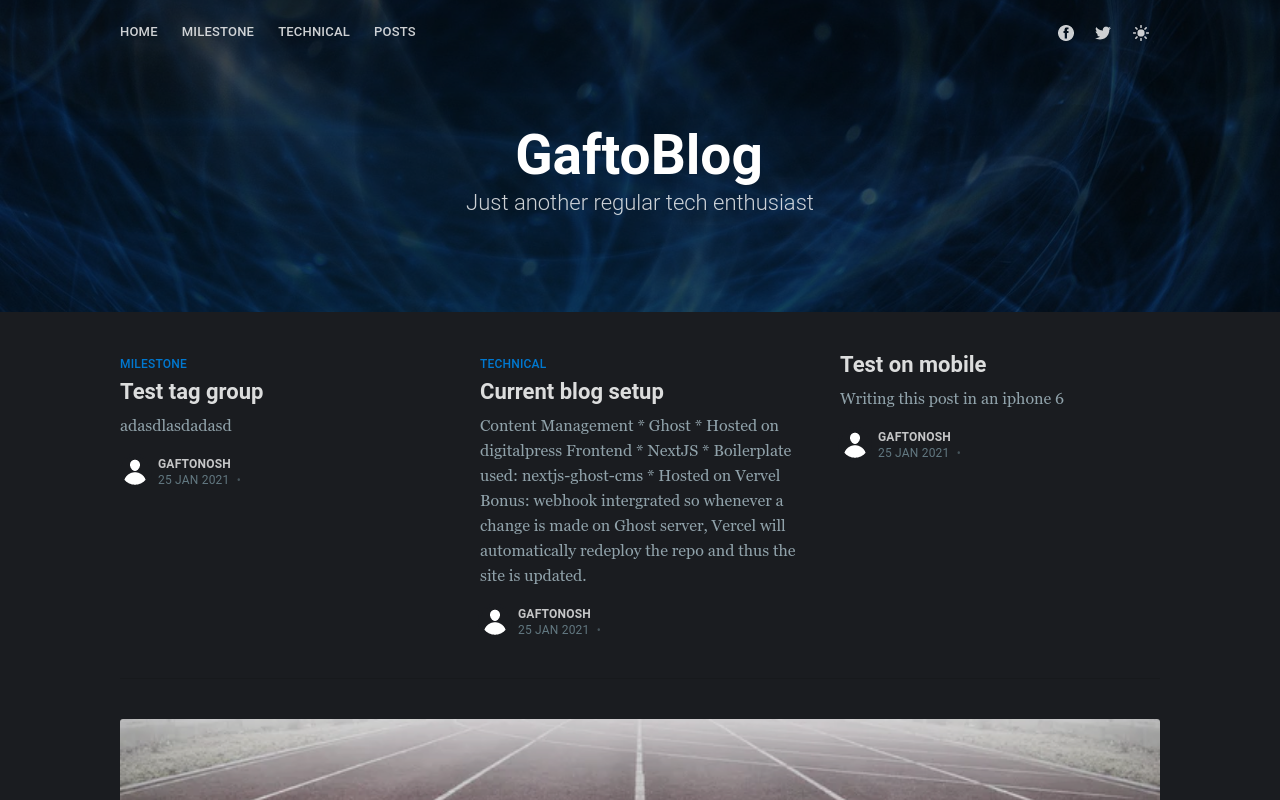 HOME MILESTONE TECHNICAL POSTS
GaftoBlog
Just another regular tech enthusiast
MILESTONE
Test tag group
adasdlasdadasd
GAFTONOSH
25 JAN 2021 •
TECHNICAL
Current blog setup
Content Management * Ghost * Hosted on
digitalpress Frontend * NextJS * Boilerplate
used: nextjs-ghost-cms * Hosted on Vervel
Bonus: webhook intergrated so whenever a
change is made on Ghost server, Vercel will
automatically redeploy the repo and thus the
site is updated.
GAFTONOSH
25 JAN 2021 •
Test on mobile
Writing this post in an iphone 6
GAFTONOSH
25 JAN 2021 •